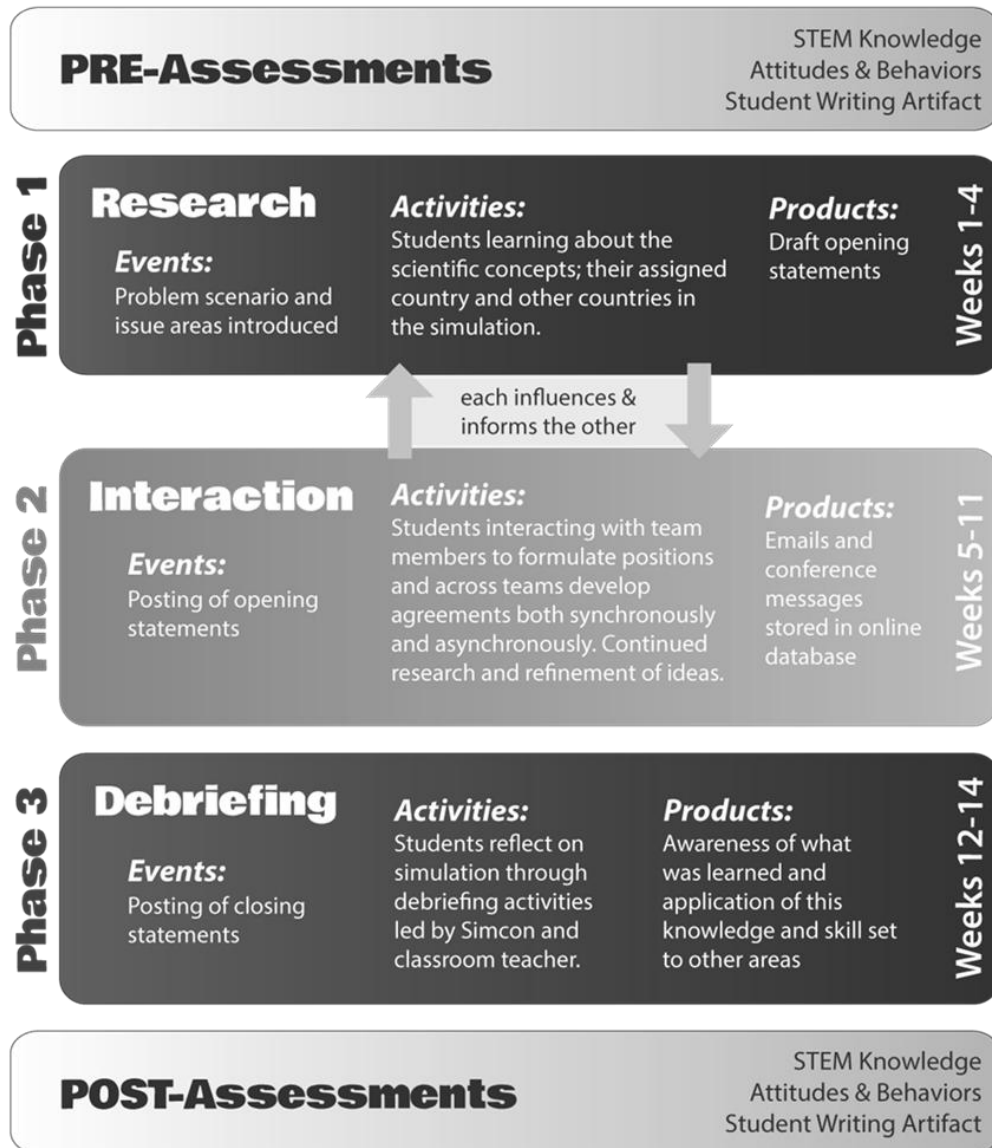 PRE-Assessments
STEM Knowledge
Attitudes & Behaviors
Student Writing Artifact
Phase 1
Research
Events:
Problem scenario and
issue areas introduced
Activities:
Students learning about the
scientific concepts; their assigned
country and other countries in
the simulation.
Products:
Draft opening
statements
Weeks 1-4
each influences &
informs the other
Phase 2
Interaction
Events:
Posting of opening
statements
Activities:
Students interacting with team
members to formulate positions
and across teams develop
agreements both synchronously
and asynchronously. Continued
research and refinement of ideas.
Products:
Emails and
conference
messages
stored in online
database
Weeks 5-11
Phase 3
Debriefing
Events:
Posting of closing
statements
Activities:
Students reflect on
simulation through
debriefing activities
led by Simcon and
classroom teacher.
Products:
Awareness of what
was learned and
application of this
knowledge and skill set
to other areas
Weeks 12-14
POST-Assessments
STEM Knowledge
Attitudes & Behaviors
Student Writing Artifact